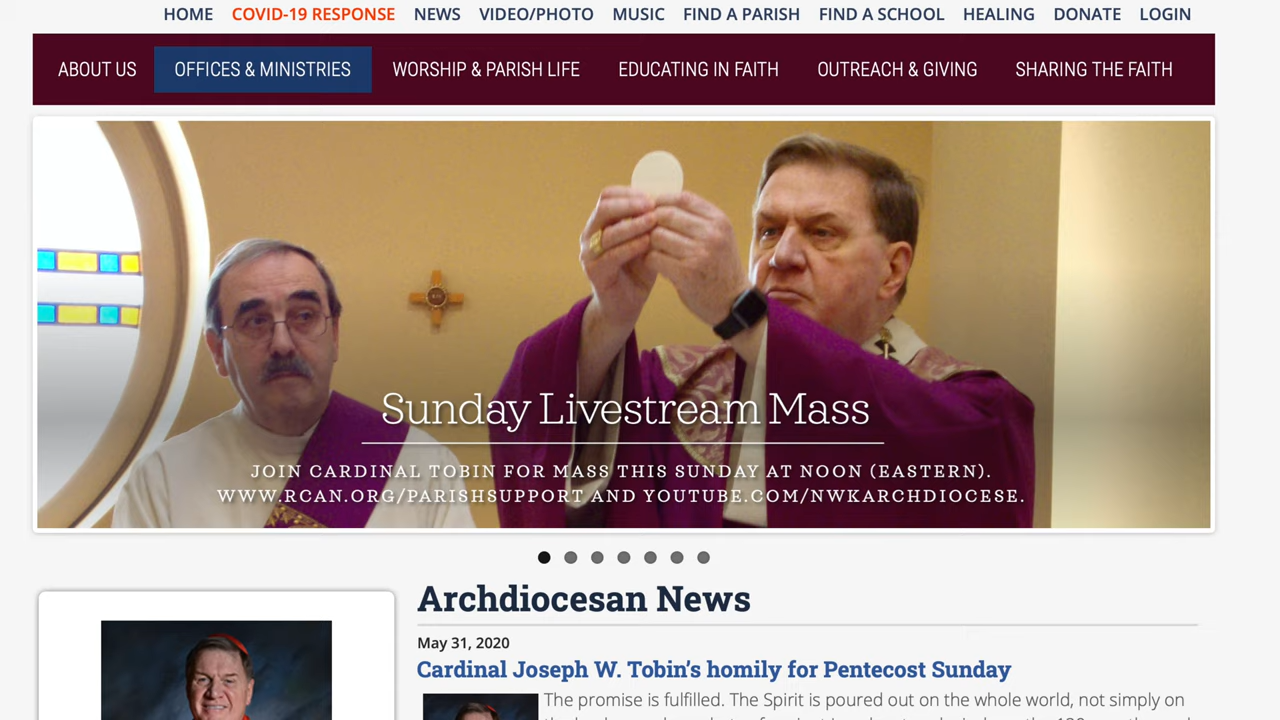 HOME COVID-19 RESPONSE NEWS VIDEO/PHOTO MUSIC FIND A PARISH FIND A SCHOOL HEALING DONATE LOGIN
ABOUT US OFFICES & MINISTRIES WORSHIP & PARISH LIFE EDUCATING IN FAITH OUTREACH & GIVING SHARING THE FAITH
Sunday Livestream Mass
JOIN CARDINAL TOBIN FOR MASS THIS SUNDAY AT NOON (EASTERN).
WWW.RCAN.ORG/PARISHSUPPORT AND YOUTUBE.COM/NWKARCHDIOCESE.
Archdiocesan News
May 31, 2020
Cardinal Joseph W. Tobin’s homily for Pentecost Sunday
The promise is fulfilled. The Spirit is poured out on the whole world, not simply on